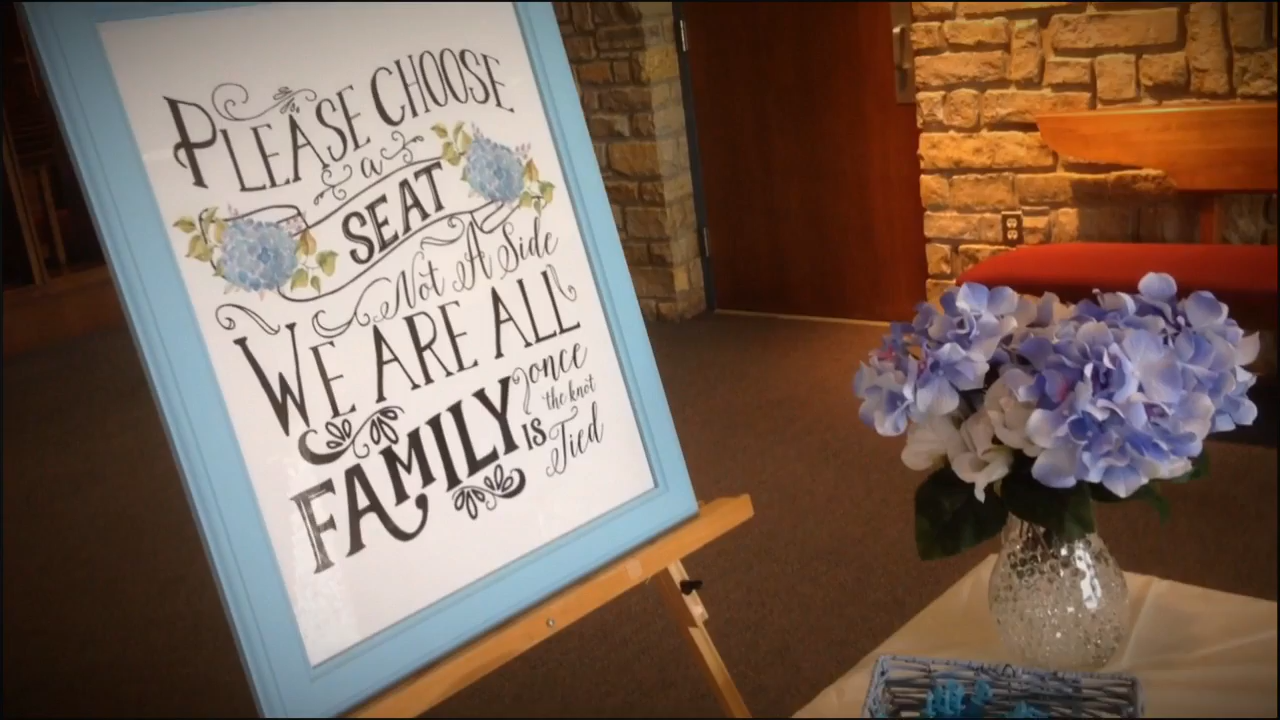 PLEASE CHOOSE
a
SEAT
Not A Side
WE ARE ALL
FAMILY once
the knot
is Tied